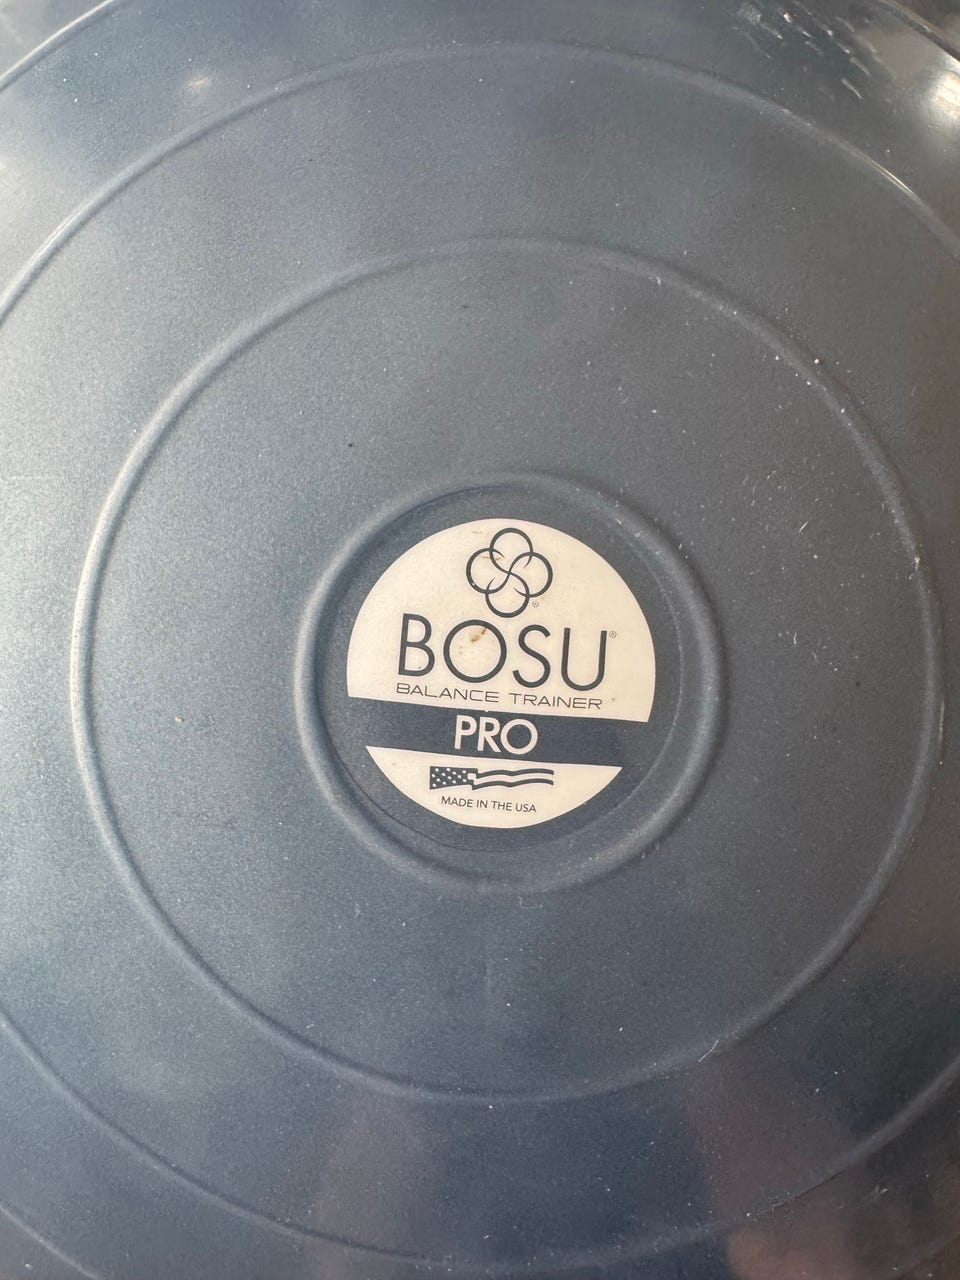 BOSU®
BALANCE TRAINER
PRO
MADE IN THE USA